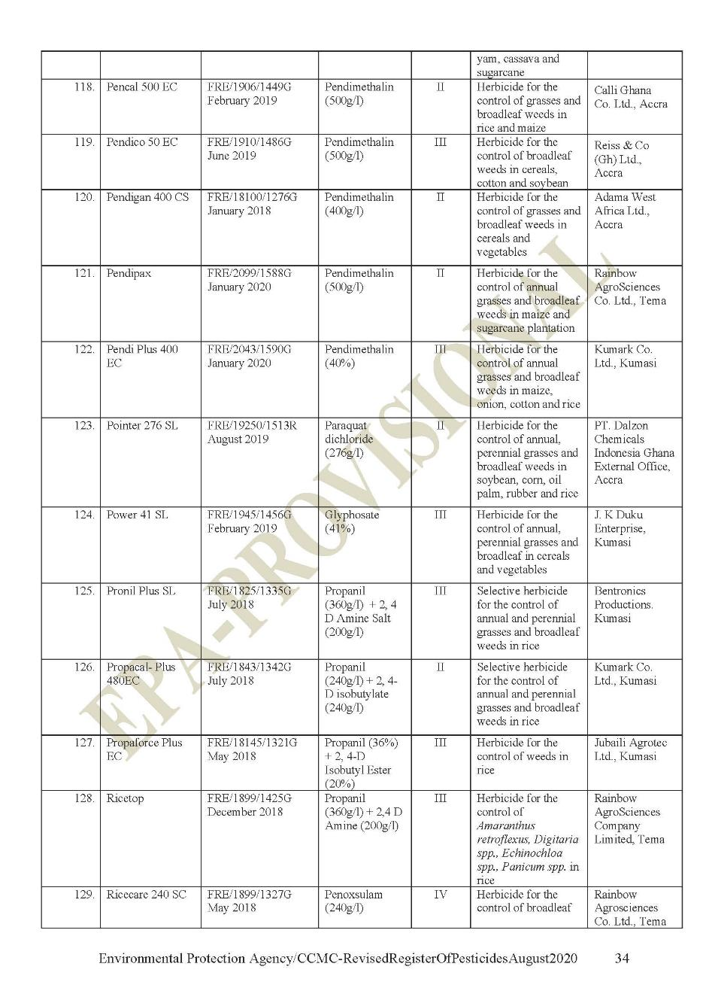 yam, cassava and
sugarcane
118. Pencal 500 EC FRE/1906/1449G Pendimethalin II Herbicide for the Calli Ghana
February 2019 (500g/l) control of grasses and Co. Ltd., Accra
broadleaf weeds in
rice and maize
119. Pendico 50 EC FRE/1910/1486G Pendimethalin III Herbicide for the Reiss & Co
June 2019 (500g/l) control of broadleaf (Gh) Ltd.,
weeds in cereals, Accra
cotton and soybean
120. Pendigan 400 CS FRE/18100/1276G Pendimethalin II Herbicide for the Adama West
January 2018 (400g/l) control of grasses and Africa Ltd.,
broadleaf weeds in Accra
cereals and
vegetables
121. Pendipax FRE/2099/1588G Pendimethalin II Herbicide for the Rainbow
January 2020 (500g/l) control of annual AgroSciences
grasses and broadleaf Co. Ltd., Tema
weeds in maize and
sugarcane plantation
122. Pendi Plus 400 FRE/2043/1590G Pendimethalin III Herbicide for the Kumark Co.
EC January 2020 (40%) control of annual Ltd., Kumasi
grasses and broadleaf
weeds in maize,
onion, cotton and rice
123. Pointer 276 SL FRE/19250/1513R Paraquat II Herbicide for the PT. Dalzon
August 2019 dichloride control of annual, Chemicals
(276g/l) perennial grasses and Indonesia Ghana
broadleaf weeds in External Office,
soybean, corn, oil Accra
palm, rubber and rice
124. Power 41 SL FRE/1945/1456G Glyphosate III Herbicide for the J. K Duku
February 2019 (41%) control of annual, Enterprise,
perennial grasses and Kumasi
broadleaf in cereals
and vegetables
125. Pronil Plus SL FRE/1825/1335G Propanil III Selective herbicide Bentronics
July 2018 (360g/l) + 2, 4 for the control of Productions.
D Amine Salt annual and perennial Kumasi
(200g/l) grasses and broadleaf
weeds in rice
126. Propacal- Plus FRE/1843/1342G Propanil II Selective herbicide Kumark Co.
480EC July 2018 (240g/l) + 2, 4- for the control of Ltd., Kumasi
D isobutylate annual and perennial
(240g/l) grasses and broadleaf
weeds in rice
127. Propaforce Plus FRE/18145/1321G Propanil (36%) III Herbicide for the Jubaili Agrotec
EC May 2018 + 2, 4-D control of weeds in Ltd., Kumasi
Isobutyl Ester rice
(20%)
128. Ricetop FRE/1899/1425G Propanil III Herbicide for the Rainbow
December 2018 (360g/l) + 2,4 D control of AgroSciences
Amine (200g/l) Amaranthus Company
retroflexus, Digitaria Limited, Tema
spp., Echinochloa
spp., Panicum spp. in
rice
129. Ricecare 240 SC FRE/1899/1327G Penoxsulam IV Herbicide for the Rainbow
May 2018 (240g/l) control of broadleaf Agrosciences
Co. Ltd., Tema
EPA-PROVISIONAL
Environmental Protection Agency/CCMC-RevisedRegisterOfPesticidesAugust2020 34